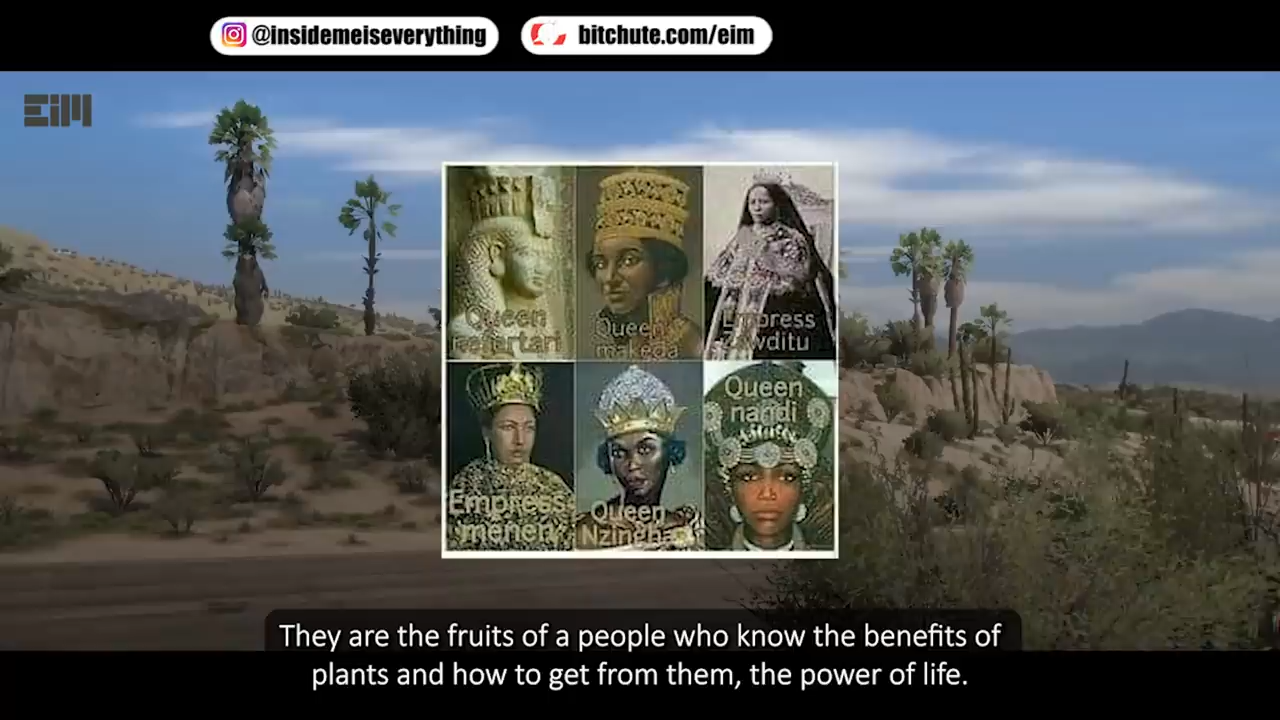 @insidemeiseverything
bitchute.com/eim
EiM
Queen
nefertari
Queen
makeda
Empress
Zewditu
Empress
menen
Queen
Nzingha
Queen
nandi
They are the fruits of a people who know the benefits of
plants and how to get from them, the power of life.